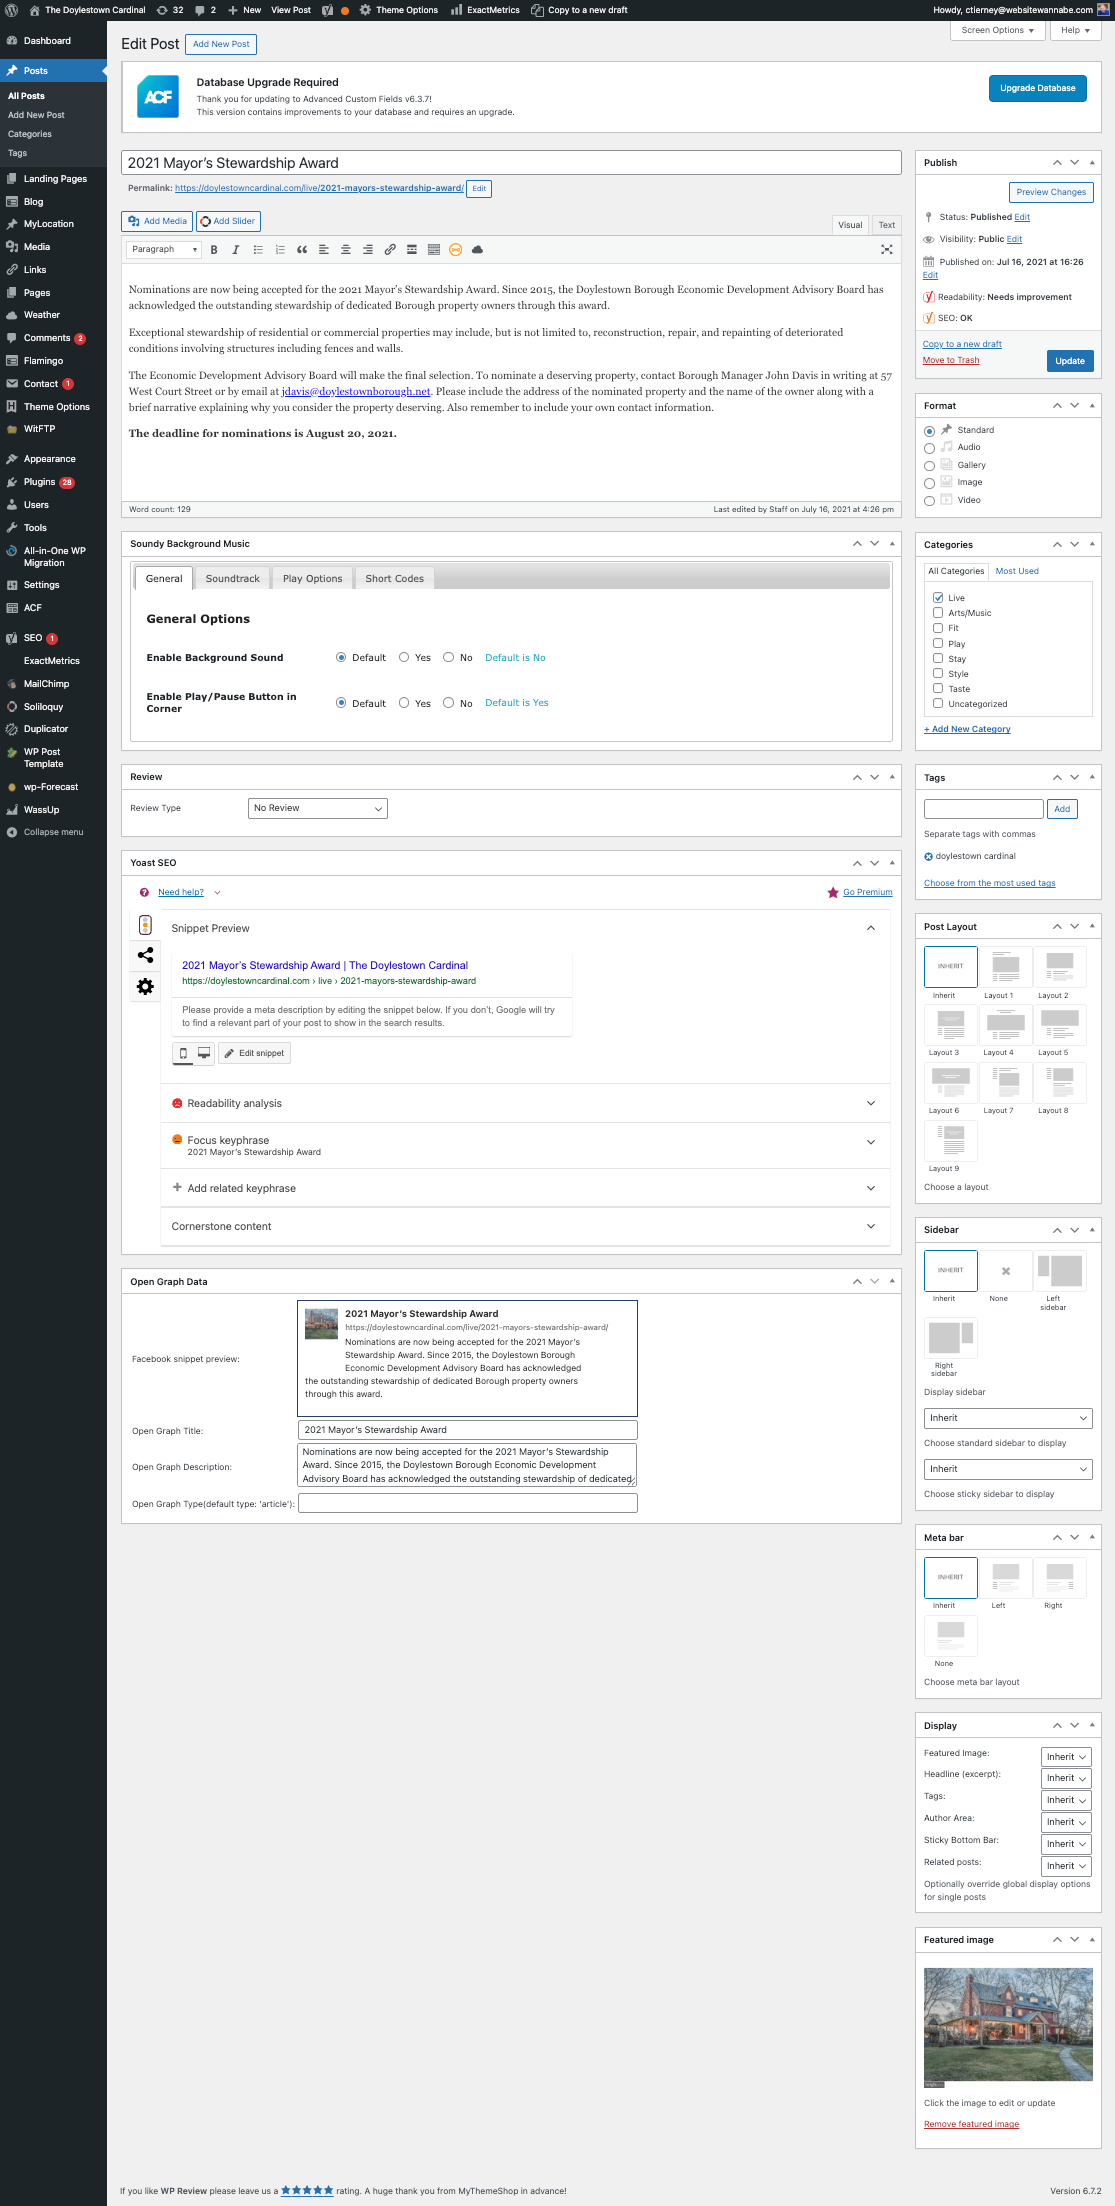 The Doylestown Cardinal 32 2 New View Post Theme Options ExactMetrics Copy to a new draft Howdy, ctierney@websitewannabe.com
Screen Options Help
Dashboard
Posts
All Posts
Add New Post
Categories
Tags
Landing Pages
Blog
MyLocation
Media
Links
Pages
Weather
Comments 2
Flamingo
Contact 1
Theme Options
WitFTP
Appearance
Plugins 28
Users
Tools
All-in-One WP
Migration
Settings
ACF
SEO 1
ExactMetrics
MailChimp
Soliloquy
Duplicator
WP Post
Template
wp-Forecast
WassUp
Collapse menu
Edit Post Add New Post
ACF
Database Upgrade Required
Thank you for updating to Advanced Custom Fields v6.3.7!
This version contains improvements to your database and requires an upgrade.
Upgrade Database
2021 Mayor's Stewardship Award
Permalink: https://doylestowncardinal.com/live/2021-mayors-stewardship-award/ Edit
Add Media Add Slider
Visual Text
Paragraph
Nominations are now being accepted for the 2021 Mayor's Stewardship Award. Since 2015, the Doylestown Borough Economic Development Advisory Board has
acknowledged the outstanding stewardship of dedicated Borough property owners through this award.
Exceptional stewardship of residential or commercial properties may include, but is not limited to, reconstruction, repair, and repainting of deteriorated
conditions involving structures including fences and walls.
The Economic Development Advisory Board will make the final selection. To nominate a deserving property, contact Borough Manager John Davis in writing at 57
West Court Street or by email at jdavis@doylestownborough.net. Please include the address of the nominated property and the name of the owner along with a
brief narrative explaining why you consider the property deserving. Also remember to include your own contact information.
The deadline for nominations is August 20, 2021.
Word count: 129 Last edited by Staff on July 16, 2021 at 4:26 pm
Soundy Background Music
General Soundtrack Play Options Short Codes
General Options
Enable Background Sound Default Yes No Default is No
Enable Play/Pause Button in
Corner Default Yes No Default is Yes
Review
Review Type No Review
Yoast SEO
Need help? Go Premium
Snippet Preview
2021 Mayor's Stewardship Award | The Doylestown Cardinal
https://doylestowncardinal.com › live › 2021-mayors-stewardship-award
Please provide a meta description by editing the snippet below. If you don't, Google will try
to find a relevant part of your post to show in the search results.
Edit snippet
Readability analysis
Focus keyphrase
2021 Mayor's Stewardship Award
Add related keyphrase
Cornerstone content
Open Graph Data
Facebook snippet preview:
2021 Mayor's Stewardship Award
https://doylestowncardinal.com/live/2021-mayors-stewardship-award/
Nominations are now being accepted for the 2021 Mayor's
Stewardship Award. Since 2015, the Doylestown Borough
Economic Development Advisory Board has acknowledged
the outstanding stewardship of dedicated Borough property owners
through this award.
Open Graph Title: 2021 Mayor's Stewardship Award
Open Graph Description:
Nominations are now being accepted for the 2021 Mayor's Stewardship
Award. Since 2015, the Doylestown Borough Economic Development
Advisory Board has acknowledged the outstanding stewardship of dedicated
Open Graph Type(default type: 'article'):
Publish
Preview Changes
Status: Published Edit
Visibility: Public Edit
Published on: Jul 16, 2021 at 16:26
Edit
Readability: Needs improvement
SEO: OK
Copy to a new draft
Move to Trash
Update
Format
Standard
Audio
Gallery
Image
Video
Categories
All Categories Most Used
Live
Arts/Music
Fit
Play
Stay
Style
Taste
Uncategorized
+ Add New Category
Tags
Add
Separate tags with commas
doylestown cardinal
Choose from the most used tags
Post Layout
INHERIT
Inherit Layout 1 Layout 2
Layout 3 Layout 4 Layout 5
Layout 6 Layout 7 Layout 8
Layout 9
Choose a layout
Sidebar
INHERIT
Inherit None Left
sidebar
Right
sidebar
Display sidebar
Inherit
Choose standard sidebar to display
Inherit
Choose sticky sidebar to display
Meta bar
INHERIT
Inherit Left Right
None
Choose meta bar layout
Display
Featured Image: Inherit
Headline (excerpt): Inherit
Tags: Inherit
Author Area: Inherit
Sticky Bottom Bar: Inherit
Related posts: Inherit
Optionally override global display options
for single posts
Featured image
Click the image to edit or update
Remove featured image
If you like WP Review please leave us a ★★★★★ rating. A huge thank you from MyThemeShop in advance! Version 6.7.2